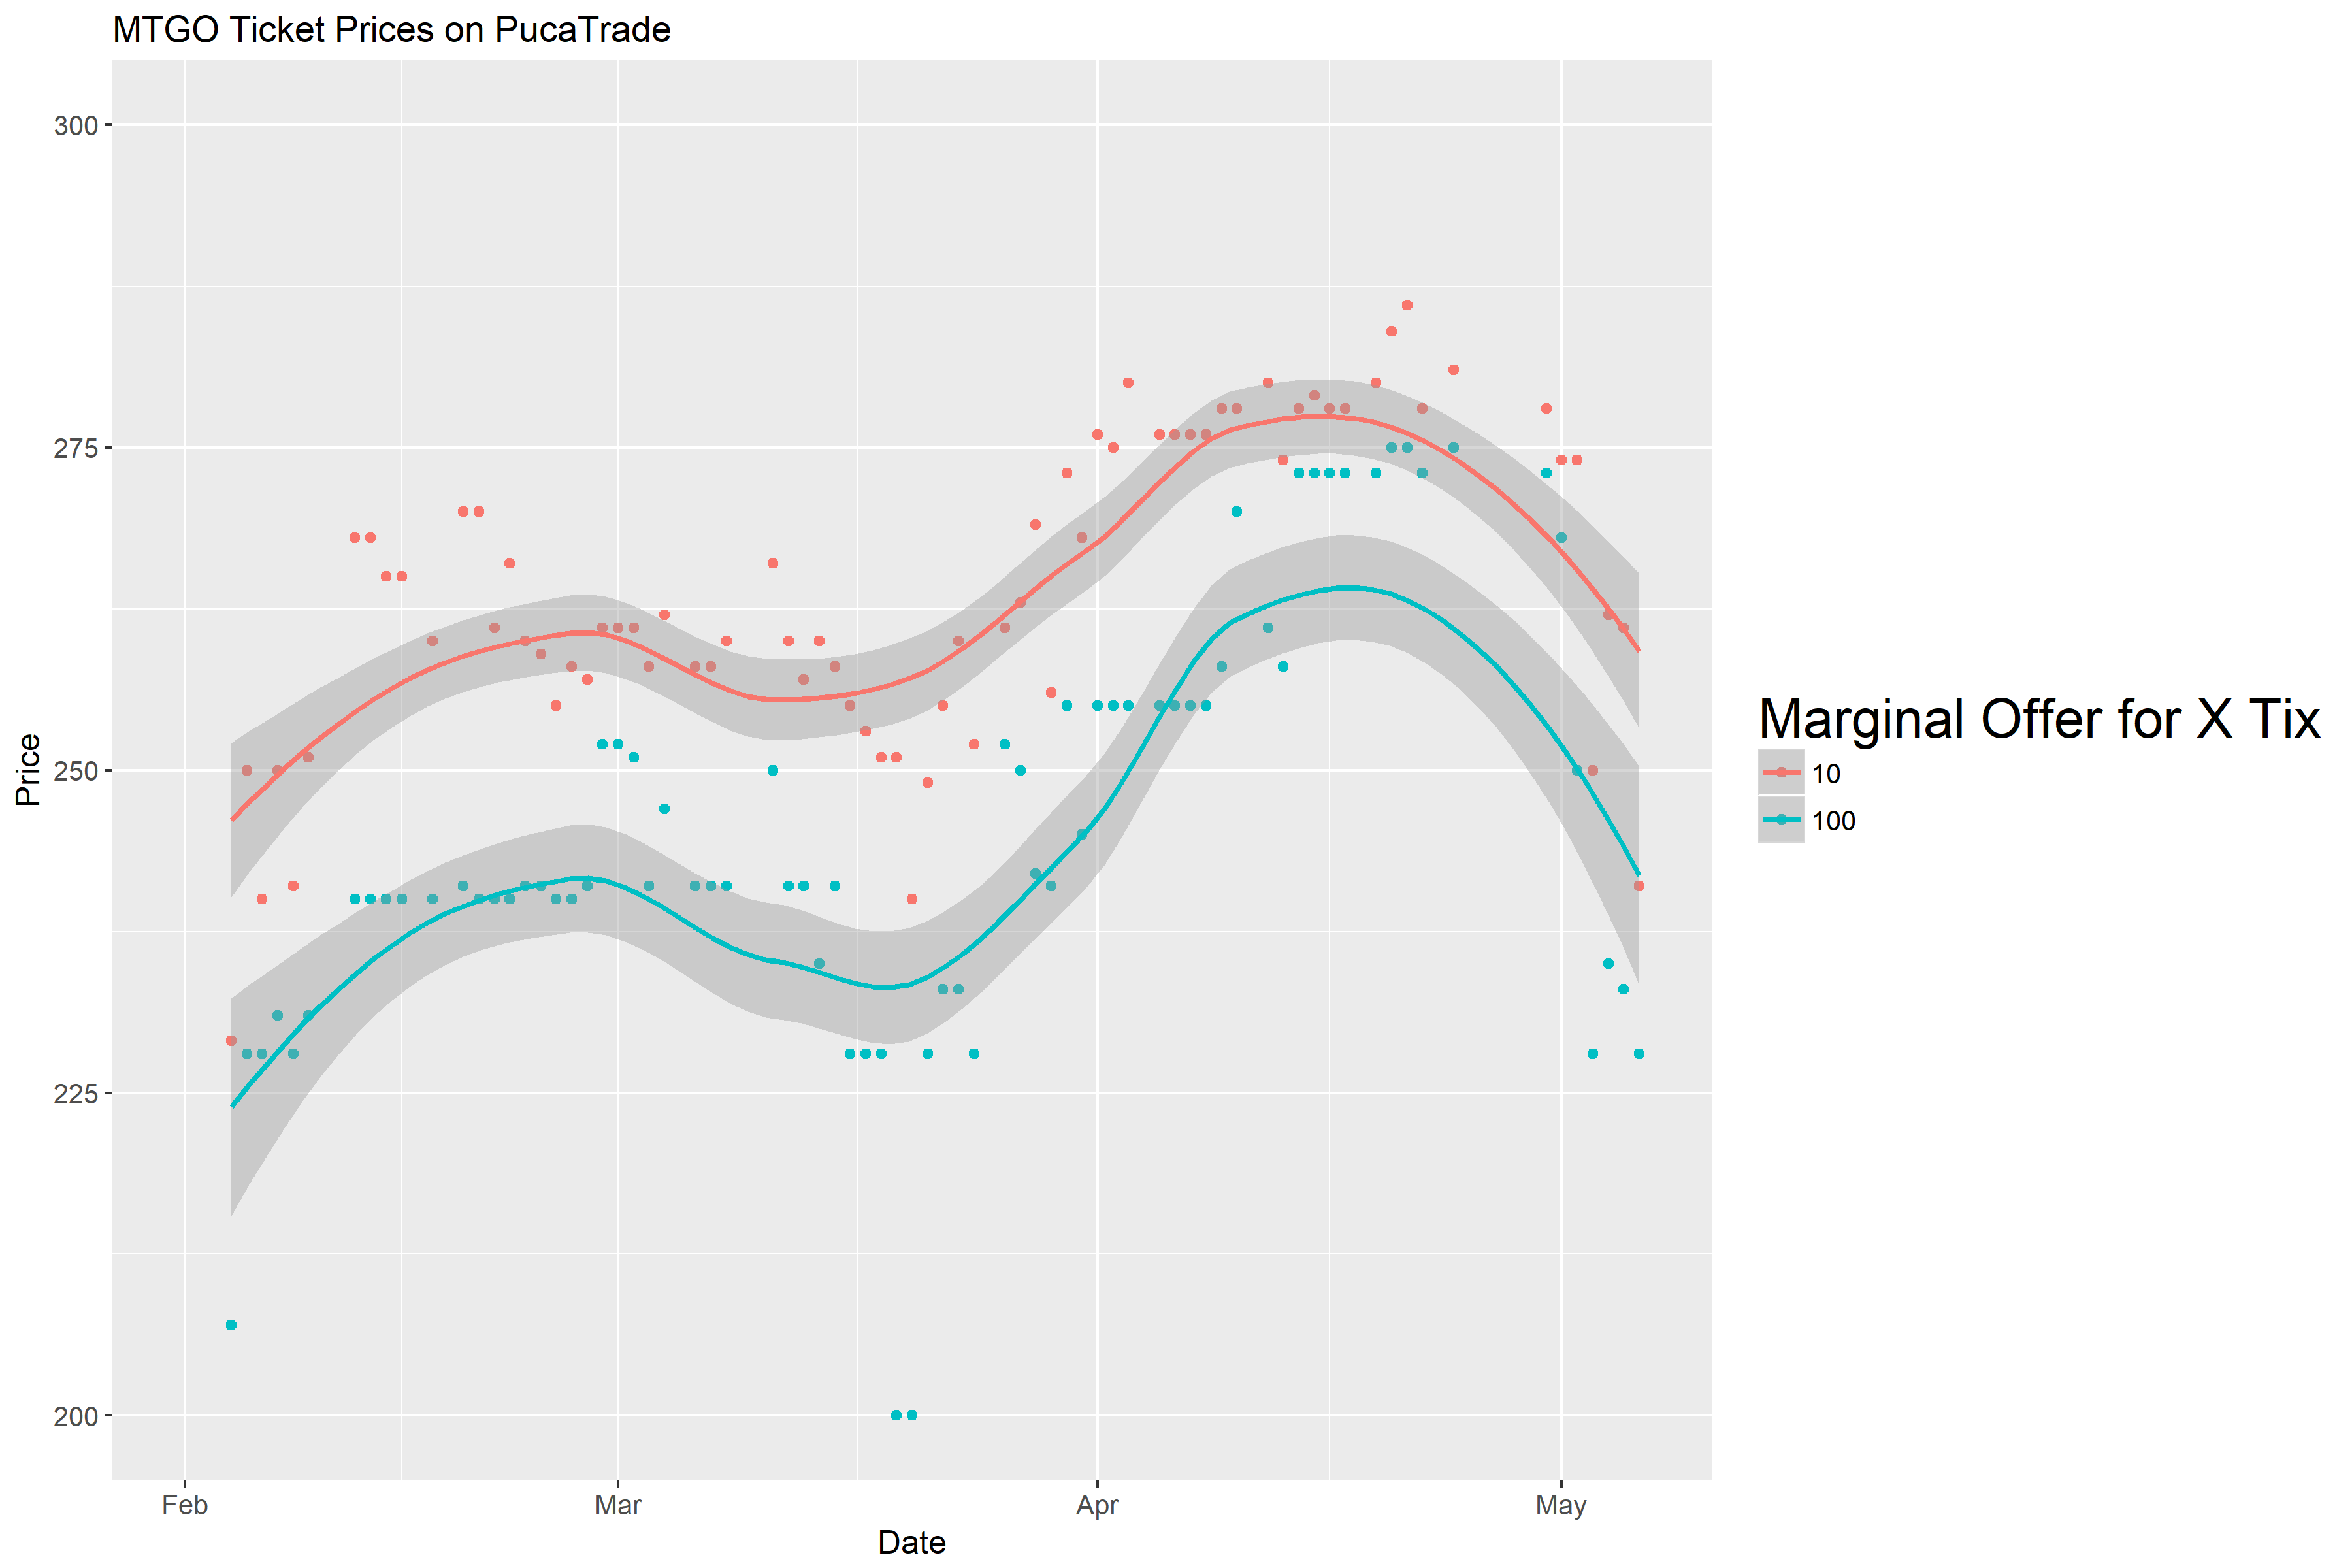 MTGO Ticket Prices on PucaTrade
300
275
250
225
200
Price
Feb Mar Apr May
Date
Marginal Offer for X Tix
10
100